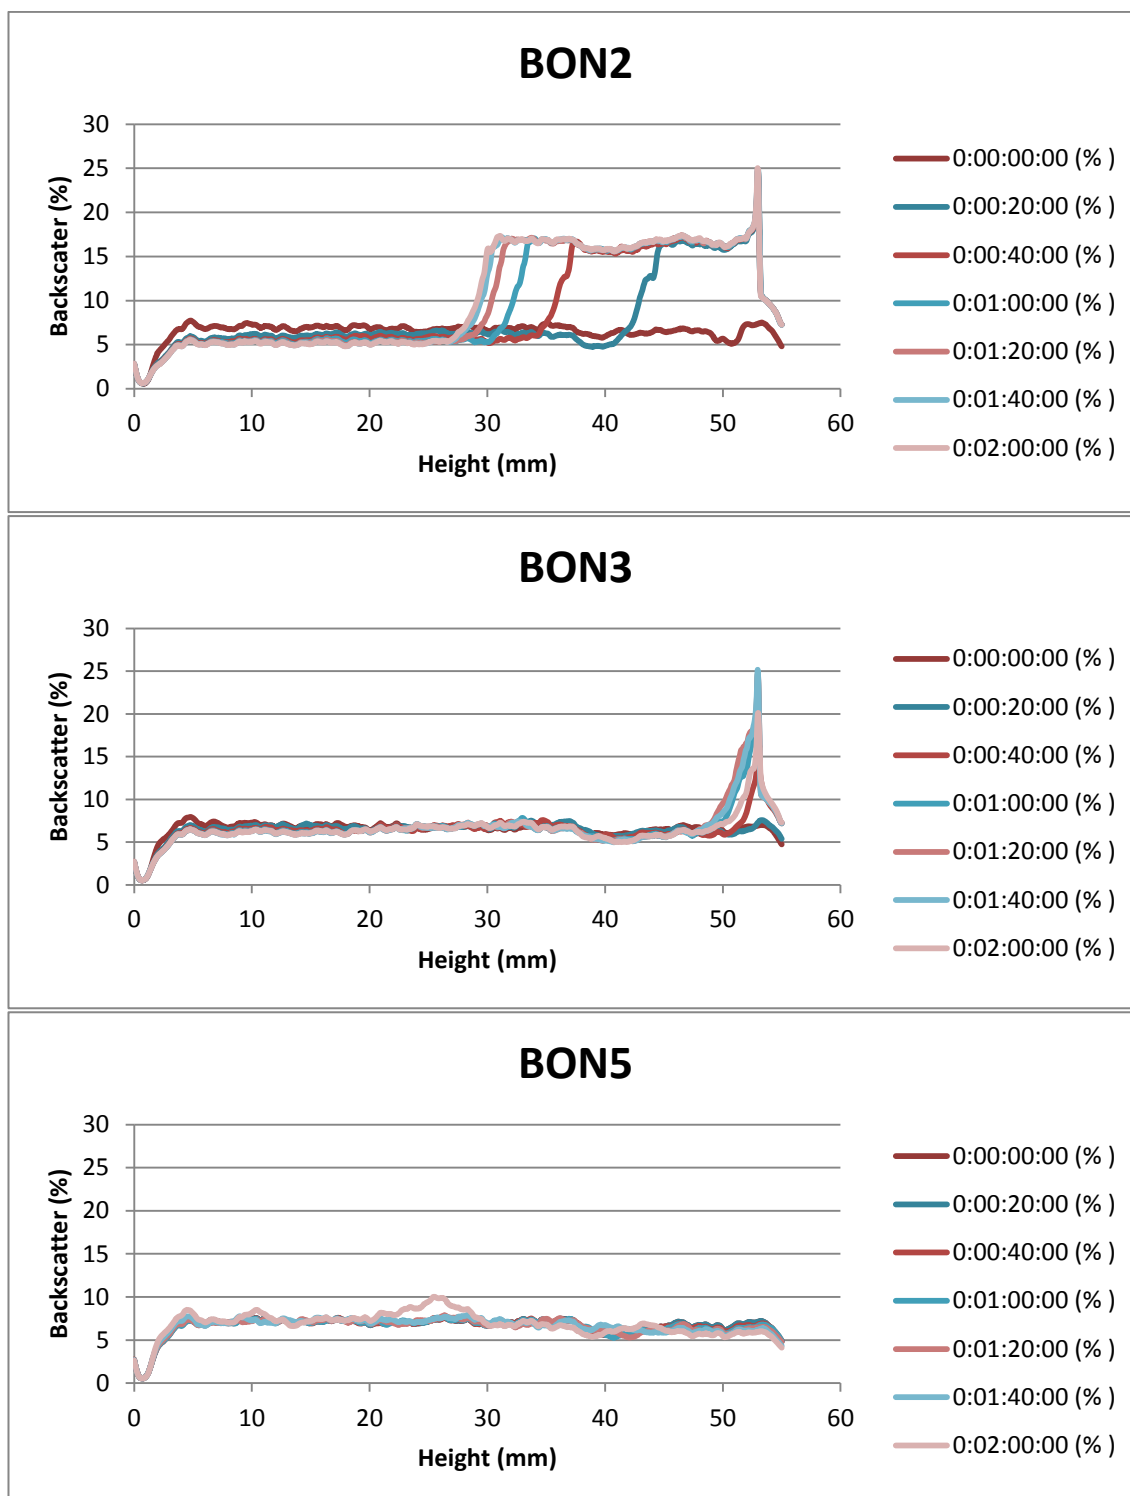 BON2
30
25
20
15
10
5
0
Backscater (%)
0 10 20 30 40 50 60
Height (mm)
0:00:00:00 (% )
0:00:20:00 (% )
0:00:40:00 (% )
0:01:00:00 (% )
0:01:20:00 (% )
0:01:40:00 (% )
0:02:00:00 (% )
BON3
30
25
20
15
10
5
0
Backscatter (%)
0 10 20 30 40 50 60
Height (mm)
0:00:00:00 (% )
0:00:20:00 (% )
0:00:40:00 (% )
0:01:00:00 (% )
0:01:20:00 (% )
0:01:40:00 (% )
0:02:00:00 (% )
BON5
30
25
20
15
10
5
0
Backscatter (%)
0 10 20 30 40 50 60
Height (mm)
0:00:00:00 (% )
0:00:20:00 (% )
0:00:40:00 (% )
0:01:00:00 (% )
0:01:20:00 (% )
0:01:40:00 (% )
0:02:00:00 (% )